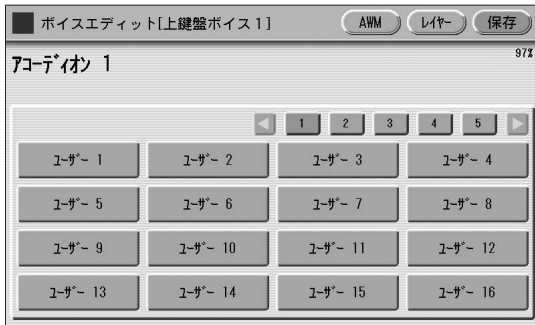 ボイスエディット[上鍵盤ボイス1] AWM ﾚｲﾔｰ 保存
ｱｺｰﾃﾞｨｵﾝ 1 97%
1 2 3 4 5
ﾕｰｻﾞｰ 1 ﾕｰｻﾞｰ 2 ﾕｰｻﾞｰ 3 ﾕｰｻﾞｰ 4
ﾕｰｻﾞｰ 5 ﾕｰｻﾞｰ 6 ﾕｰｻﾞｰ 7 ﾕｰｻﾞｰ 8
ﾕｰｻﾞｰ 9 ﾕｰｻﾞｰ 10 ﾕｰｻﾞｰ 11 ﾕｰｻﾞｰ 12
ﾕｰｻﾞｰ 13 ﾕｰｻﾞｰ 14 ﾕｰｻﾞｰ 15 ﾕｰｻﾞｰ 16